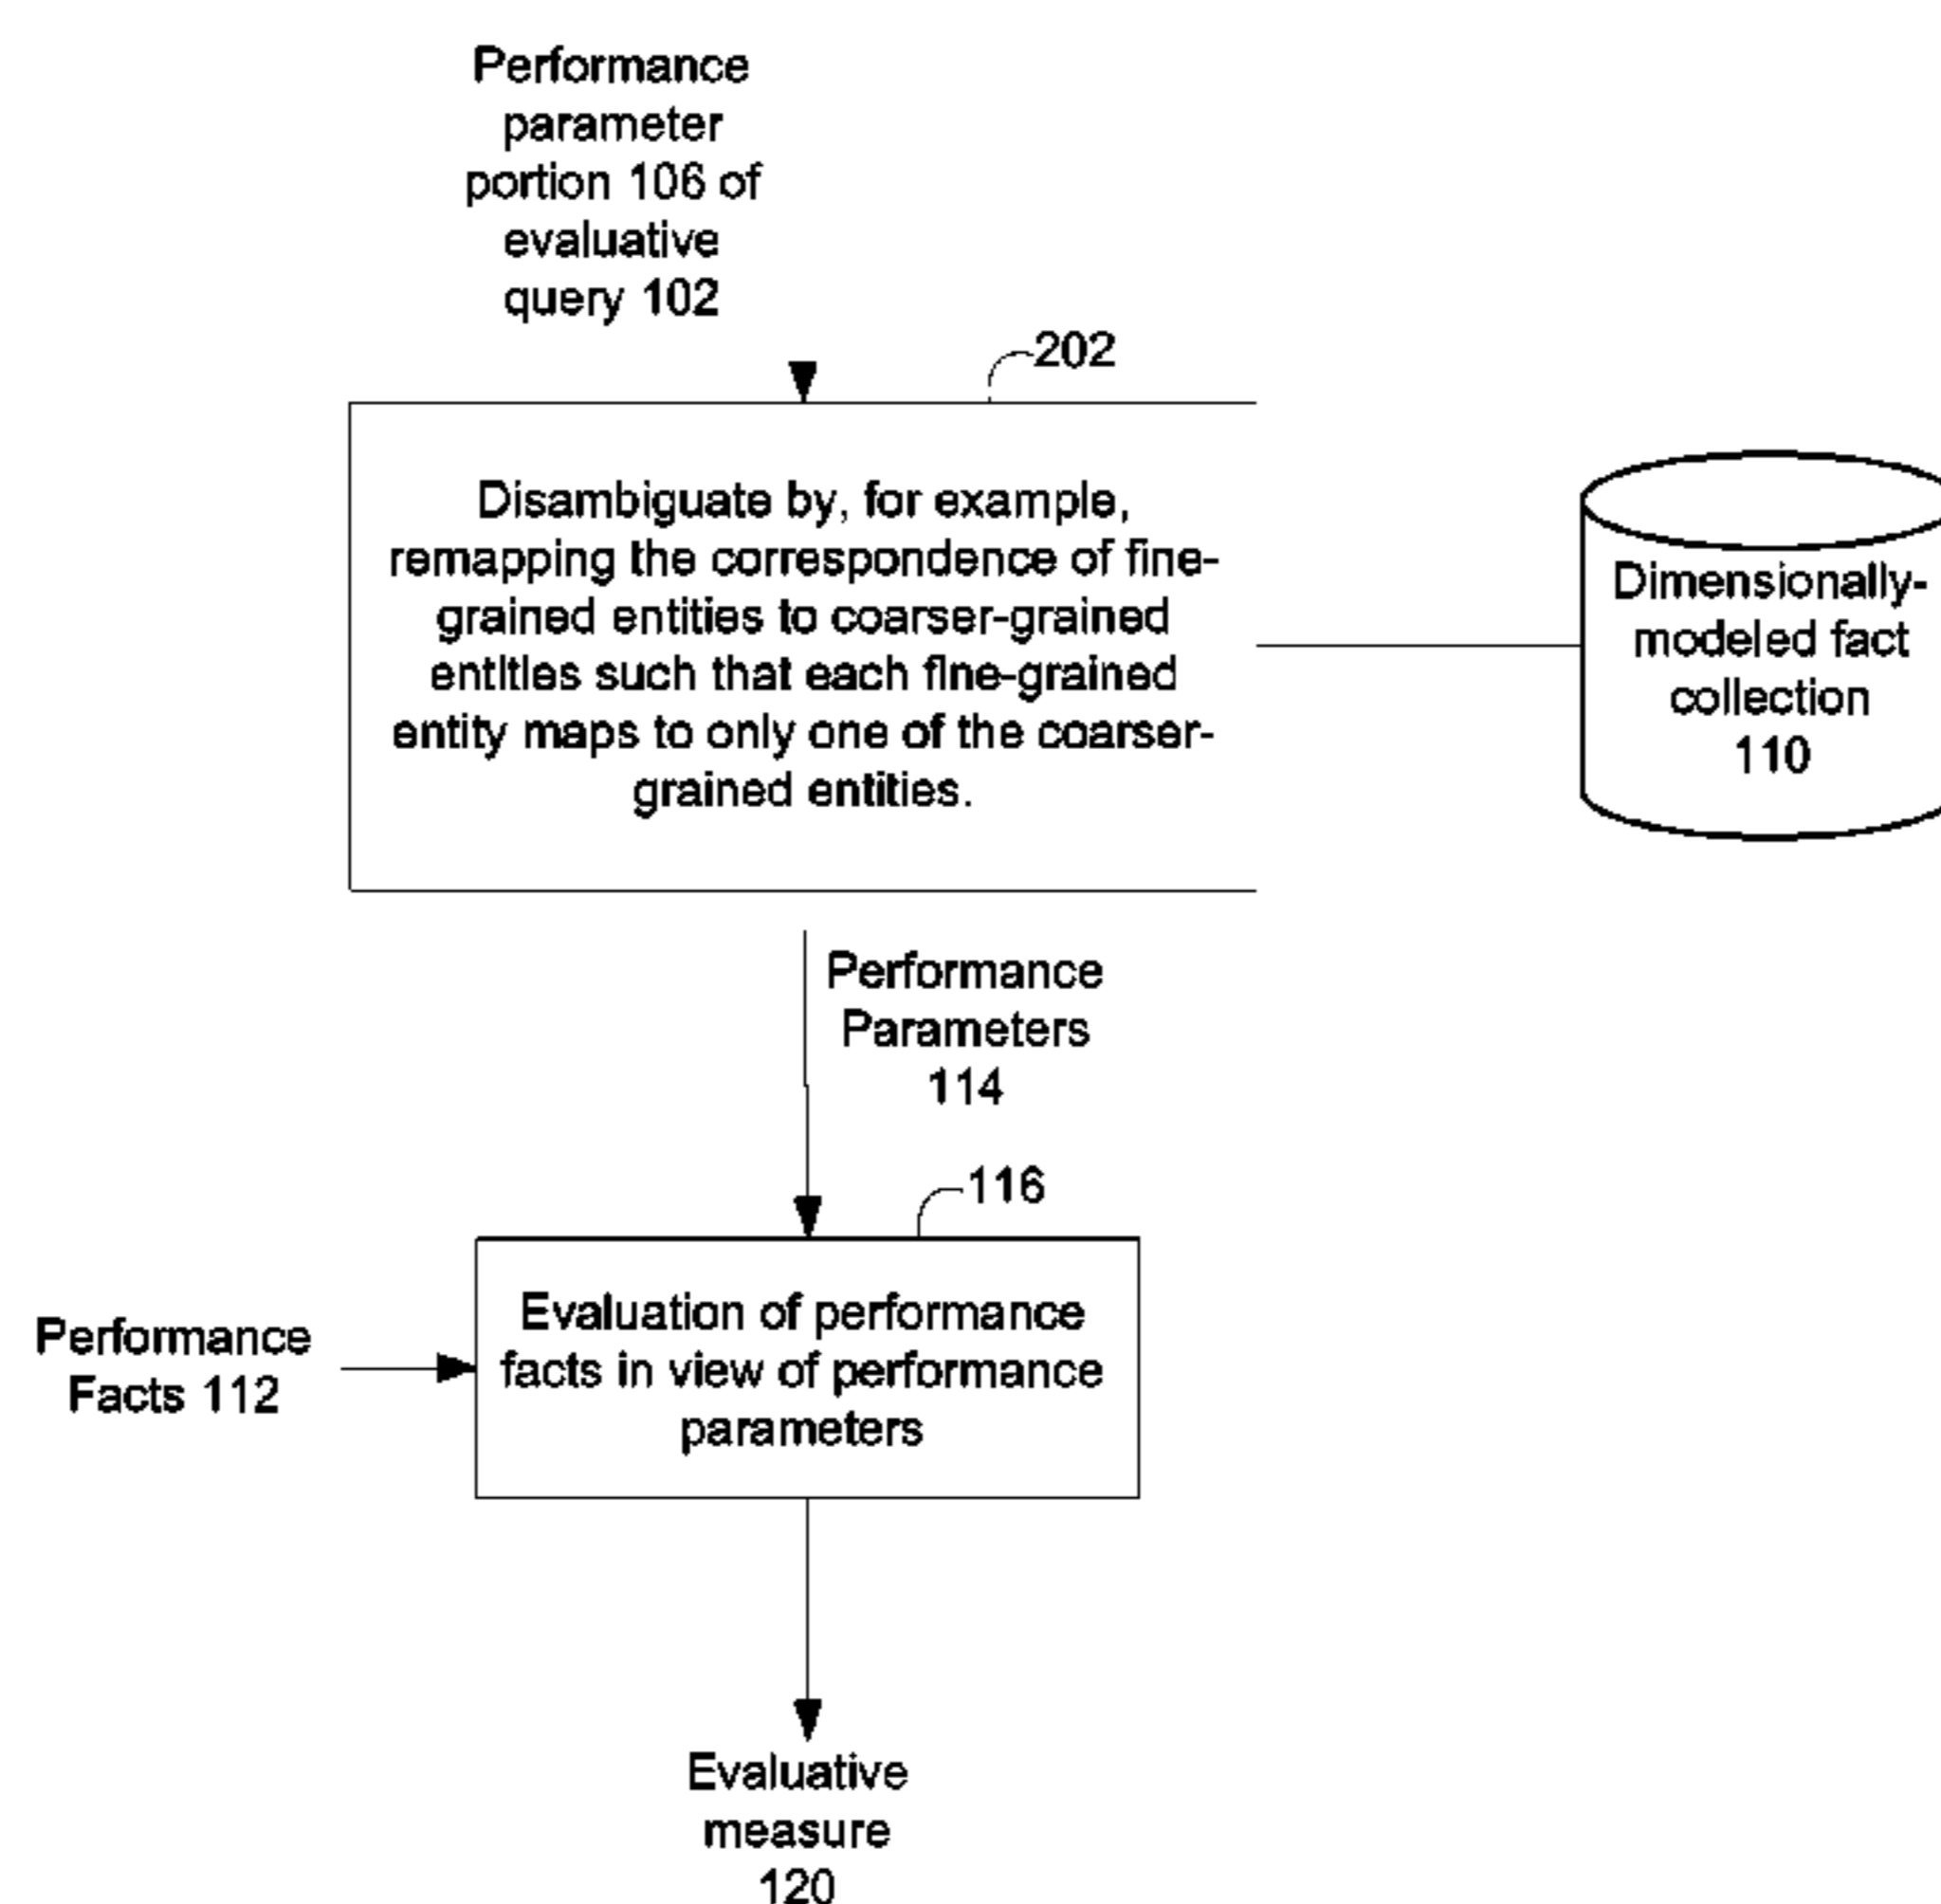 Performance
parameter
portion 106 of
evaluative
query 102
202
Disambiguate by, for example,
remapping the correspondence of fine-
grained entities to coarser-grained
entities such that each fine-grained
entity maps to only one of the coarser-
grained entities.
Dimensionally-
modeled fact
collection
110
Performance
Parameters
114
116
Evaluation of performance
facts in view of performance
parameters
Performance
Facts 112
Evaluative
measure
120